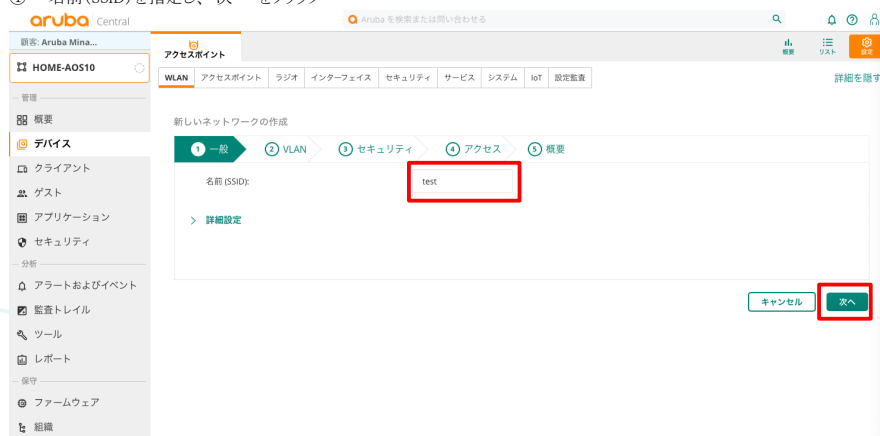 ① 名前(SSID)を指定し、次へ をクリック
aruba Central
Aruba を検索または問い合わせる
顧客: Aruba Mina...
HOME-AOS10
管理
概要
デバイス
クライアント
ゲスト
アプリケーション
セキュリティ
分析
アラートおよびイベント
監査トレイル
ツール
レポート
保守
ファームウェア
組織
アクセスポイント
概要
リスト
設定
WLAN アクセスポイント ラジオ インターフェイス セキュリティ サービス システム IoT 設定監査
詳細を隠す
新しいネットワークの作成
1 一般 2 VLAN 3 セキュリティ 4 アクセス 5 概要
名前 (SSID): test
詳細設定
キャンセル 次へ